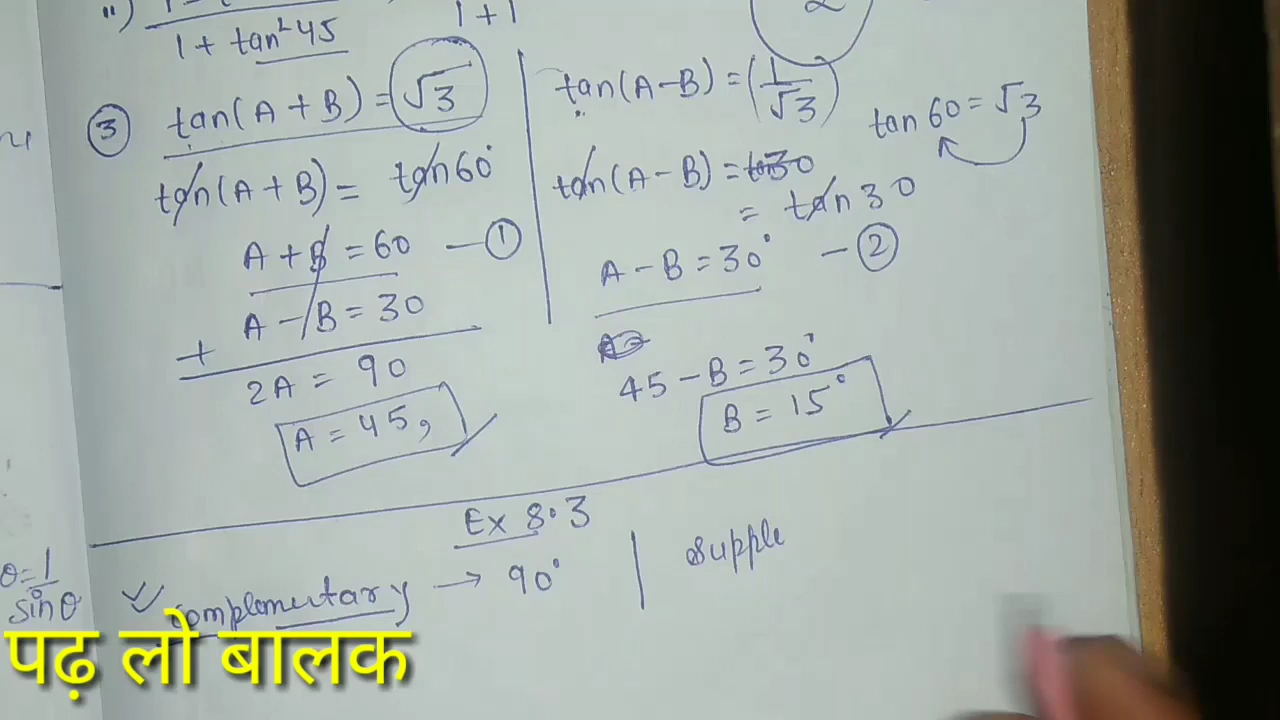 1 + tan²45
1 + 1
2
③ tan(A + B) = √3
tan(A + B) = tan60°
A + B = 60 — ①
A - B = 30
+
2A = 90
A = 45,
tan(A - B) = (1/√3)
tan 60 = √3
tan(A - B) =
= tan 30
A - B = 30° — ②
45 - B = 30°
B = 15°
Ex 8.3
complementary → 90° | supple
θ = 1/sinθ
पढ़ लो बालक